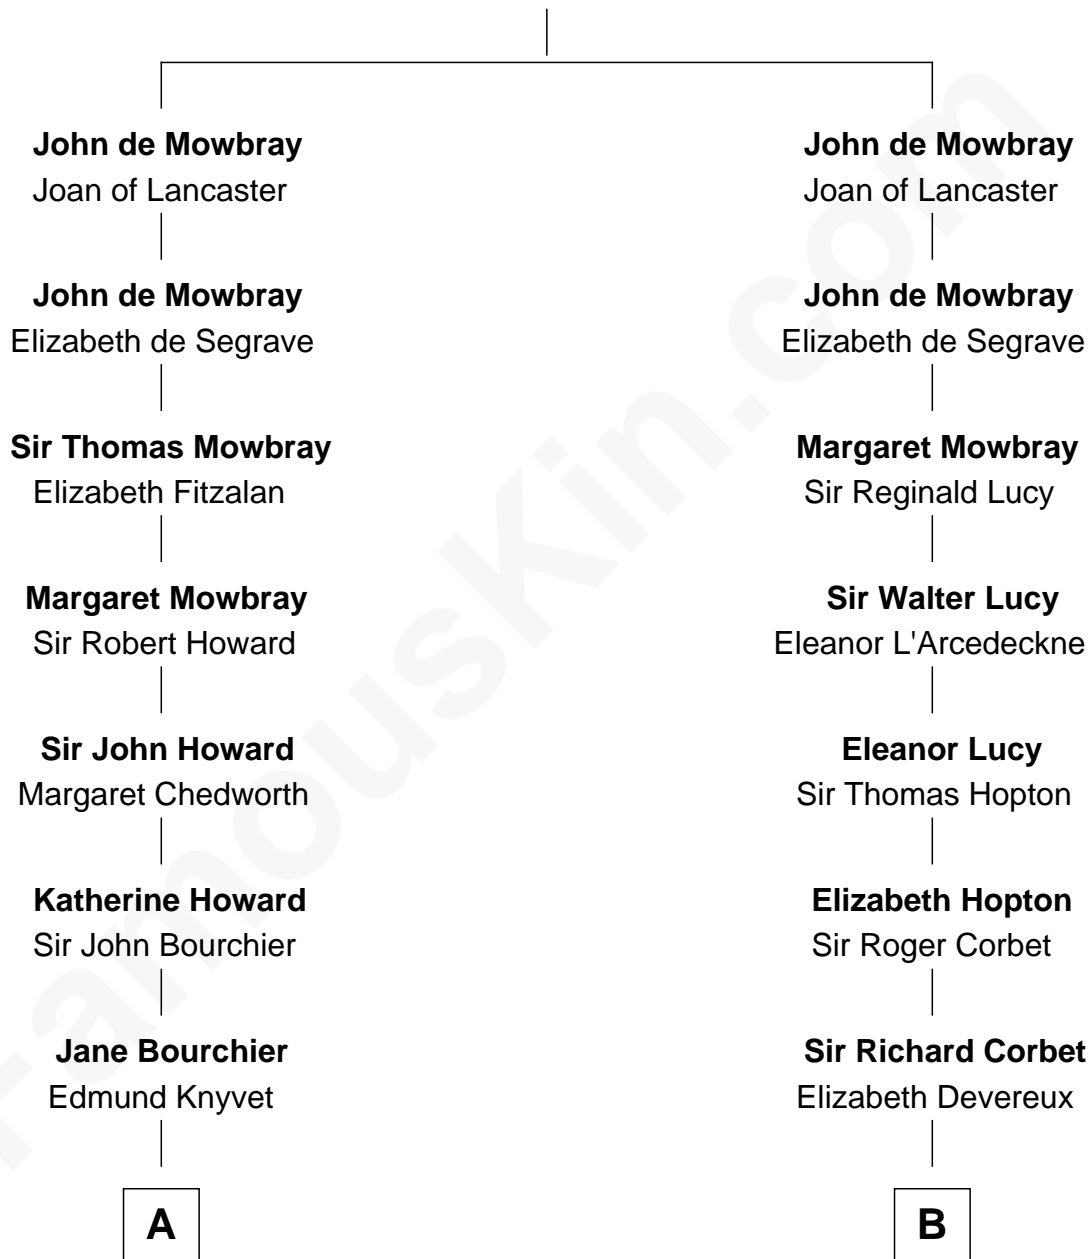 John de Mowbray
Joan of Lancaster
John de Mowbray
Elizabeth de Segrave
Sir Thomas Mowbray
Elizabeth Fitzalan
Margaret Mowbray
Sir Robert Howard
Sir John Howard
Margaret Chedworth
Katherine Howard
Sir John Bourchier
Jane Bourchier
Edmund Knyvet
A
John de Mowbray
Joan of Lancaster
John de Mowbray
Elizabeth de Segrave
Margaret Mowbray
Sir Reginald Lucy
Sir Walter Lucy
Eleanor L'Arcedeckne
Eleanor Lucy
Sir Thomas Hopton
Elizabeth Hopton
Sir Roger Corbet
Sir Richard Corbet
Elizabeth Devereux
B
FamousKin.com